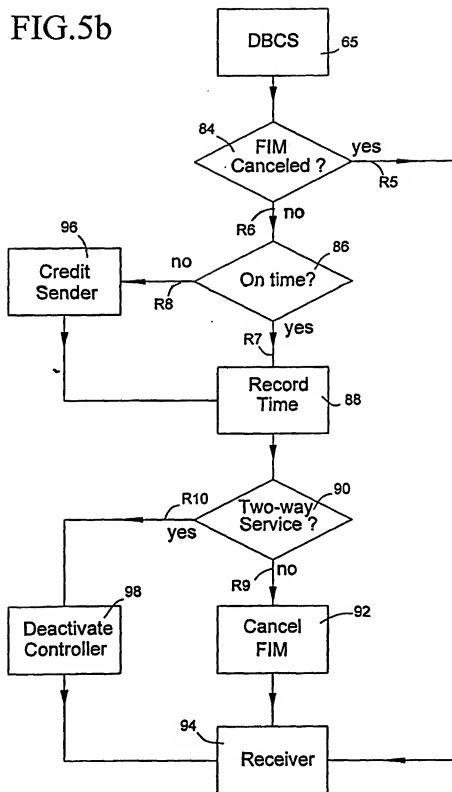 FIG.5b
DBCS
65
84
FIM
Canceled ?
yes
R5
R6
no
96
Credit
Sender
no
R8
On time?
86
yes
R7
Record
Time
88
R10
yes
Two-way
Service ?
90
R9
no
98
Deactivate
Controller
Cancel
FIM
92
94
Receiver